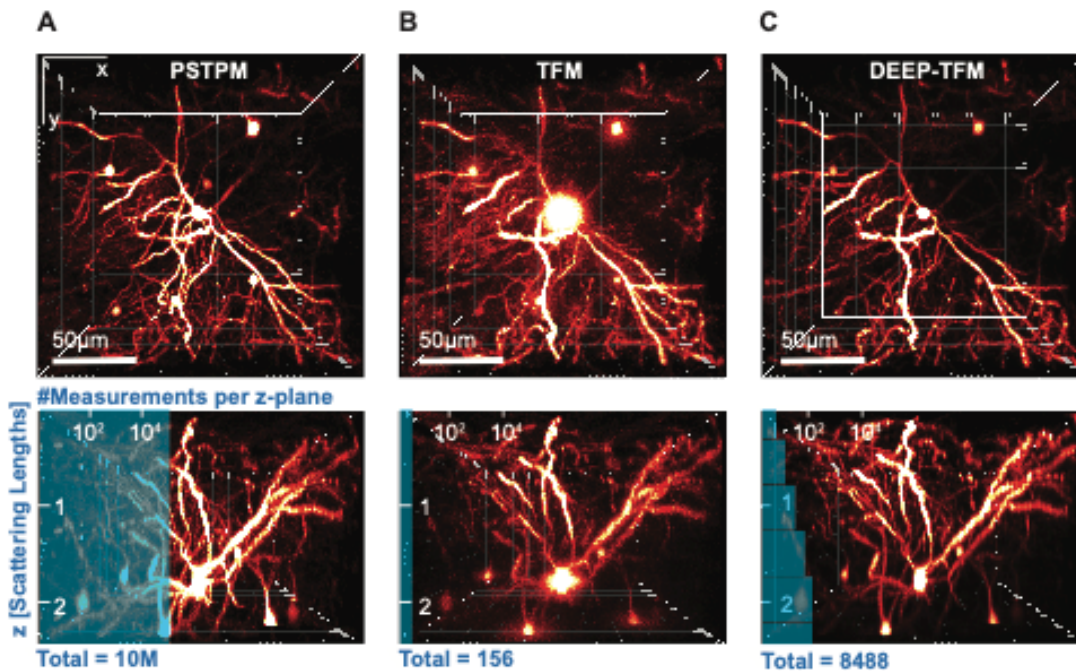 A
B
C
x
y
PSTPM
TFM
DEEP-TFM
50μm
50μm
50μm
#Measurements per z-plane
z [Scattering Lengths]
10² 10⁴
10² 10⁴
10² 10⁴
1
1
1
2
2
2
Total = 10M
Total = 156
Total = 8488